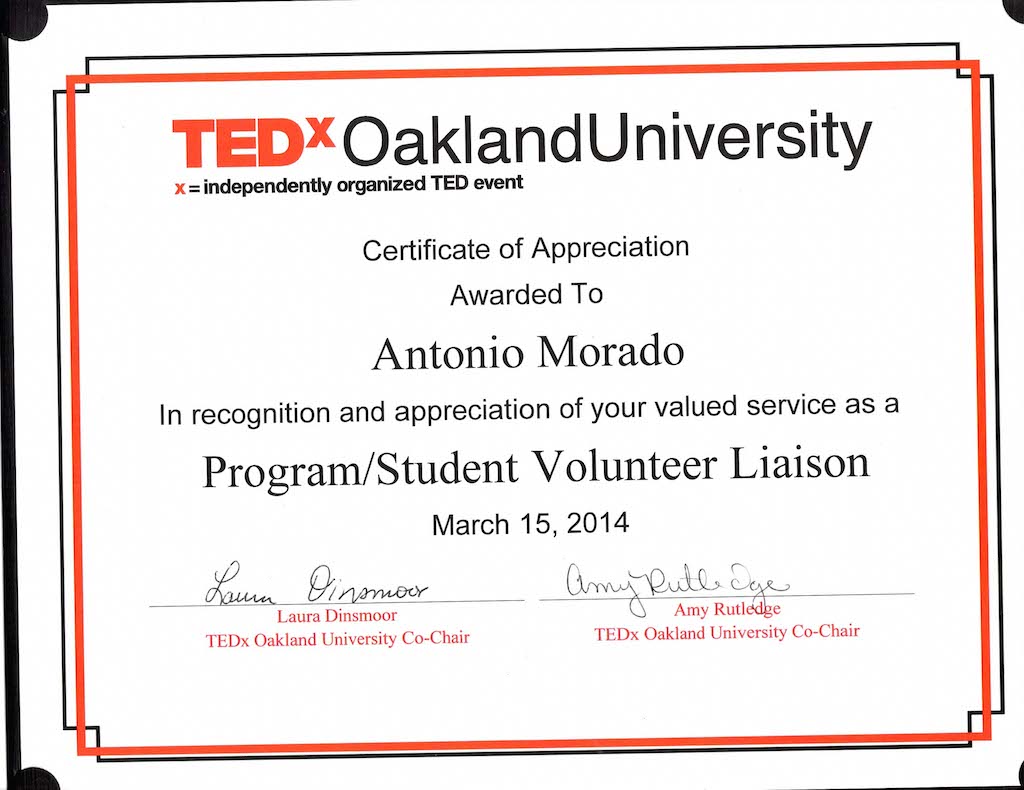 TEDx OaklandUniversity
x = independently organized TED event
Certificate of Appreciation
Awarded To
Antonio Morado
In recognition and appreciation of your valued service as a
Program/Student Volunteer Liaison
March 15, 2014
Laura Dinsmoor
Amy Rutledge
Laura Dinsmoor
Amy Rutledge
TEDx Oakland University Co-Chair
TEDx Oakland University Co-Chair